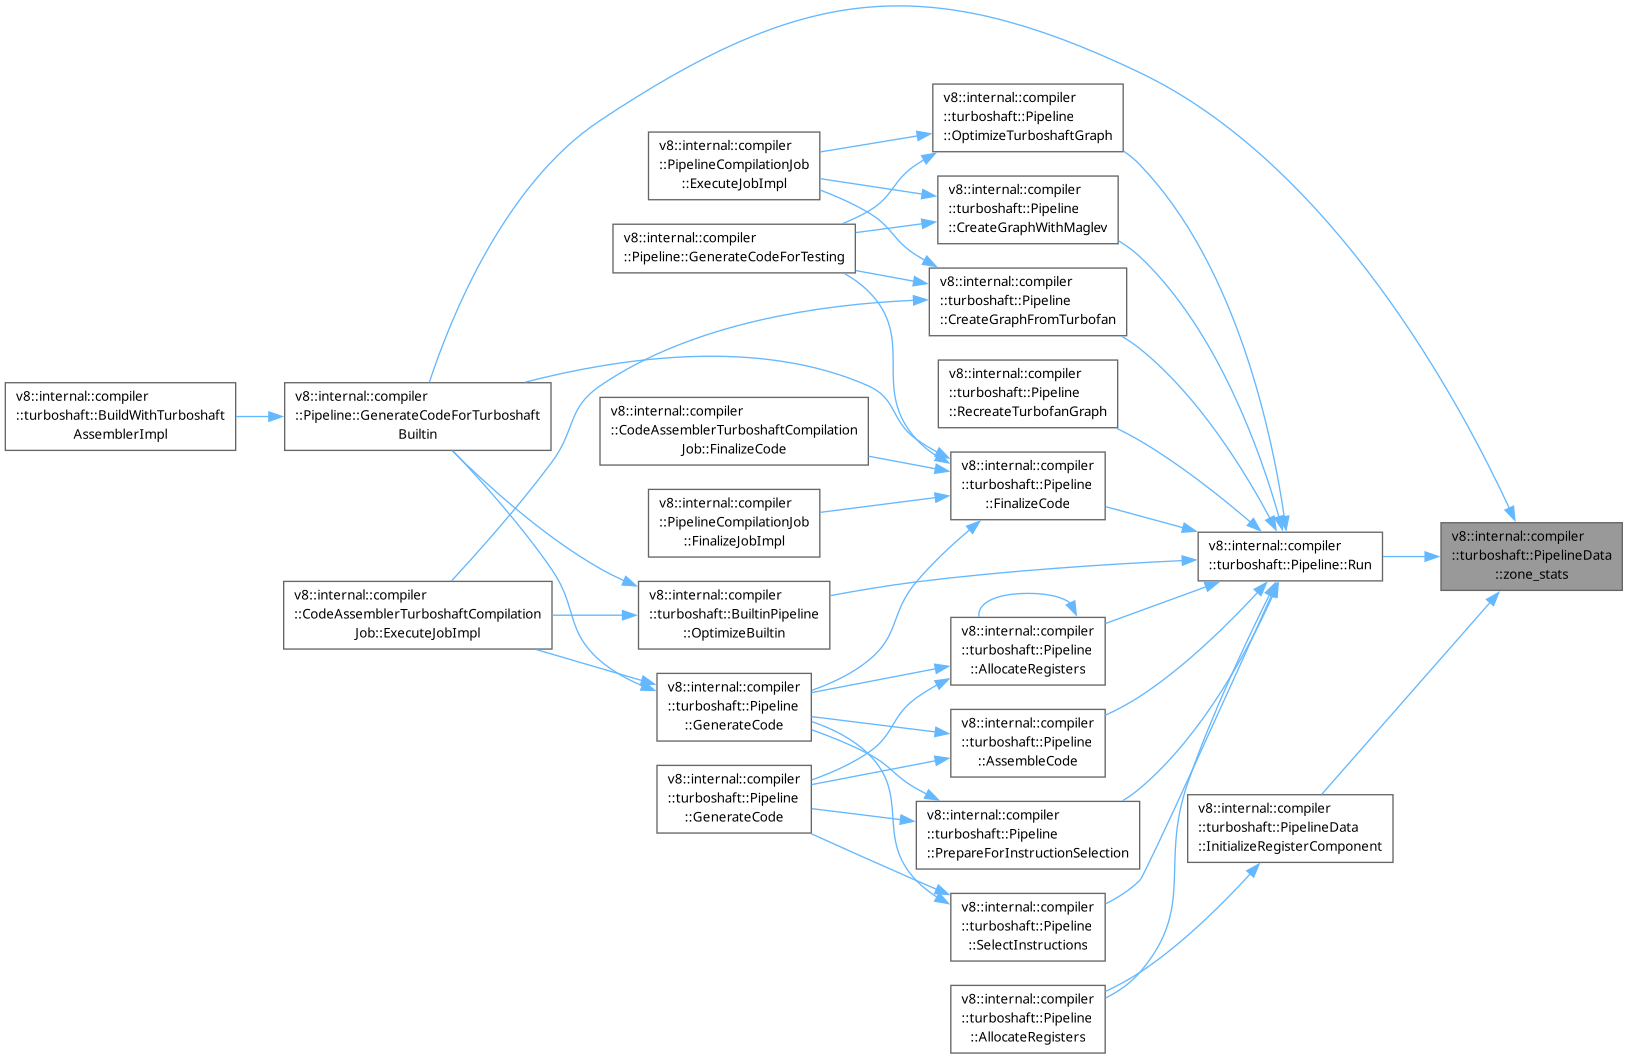 v8::internal::compiler
::turboshaft::Pipeline
::OptimizeTurboshaftGraph
v8::internal::compiler
::PipelineCompilationJob
::ExecuteJobImpl
v8::internal::compiler
::turboshaft::Pipeline
::CreateGraphWithMaglev
v8::internal::compiler
::Pipeline::GenerateCodeForTesting
v8::internal::compiler
::turboshaft::Pipeline
::CreateGraphFromTurbofan
v8::internal::compiler
::turboshaft::Pipeline
::RecreateTurbofanGraph
v8::internal::compiler
::turboshaft::BuildWithTurboshaft
AssemblerImpl
v8::internal::compiler
::Pipeline::GenerateCodeForTurboshaft
Builtin
v8::internal::compiler
::CodeAssemblerTurboshaftCompilation
Job::FinalizeCode
v8::internal::compiler
::turboshaft::Pipeline
::FinalizeCode
v8::internal::compiler
::PipelineCompilationJob
::FinalizeJobImpl
v8::internal::compiler
::turboshaft::Pipeline::Run
v8::internal::compiler
::turboshaft::PipelineData
::zone_stats
v8::internal::compiler
::CodeAssemblerTurboshaftCompilation
Job::ExecuteJobImpl
v8::internal::compiler
::turboshaft::BuiltinPipeline
::OptimizeBuiltin
v8::internal::compiler
::turboshaft::Pipeline
::AllocateRegisters
v8::internal::compiler
::turboshaft::Pipeline
::GenerateCode
v8::internal::compiler
::turboshaft::Pipeline
::AssembleCode
v8::internal::compiler
::turboshaft::Pipeline
::GenerateCode
v8::internal::compiler
::turboshaft::Pipeline
::PrepareForInstructionSelection
v8::internal::compiler
::turboshaft::PipelineData
::InitializeRegisterComponent
v8::internal::compiler
::turboshaft::Pipeline
::SelectInstructions
v8::internal::compiler
::turboshaft::Pipeline
::AllocateRegisters